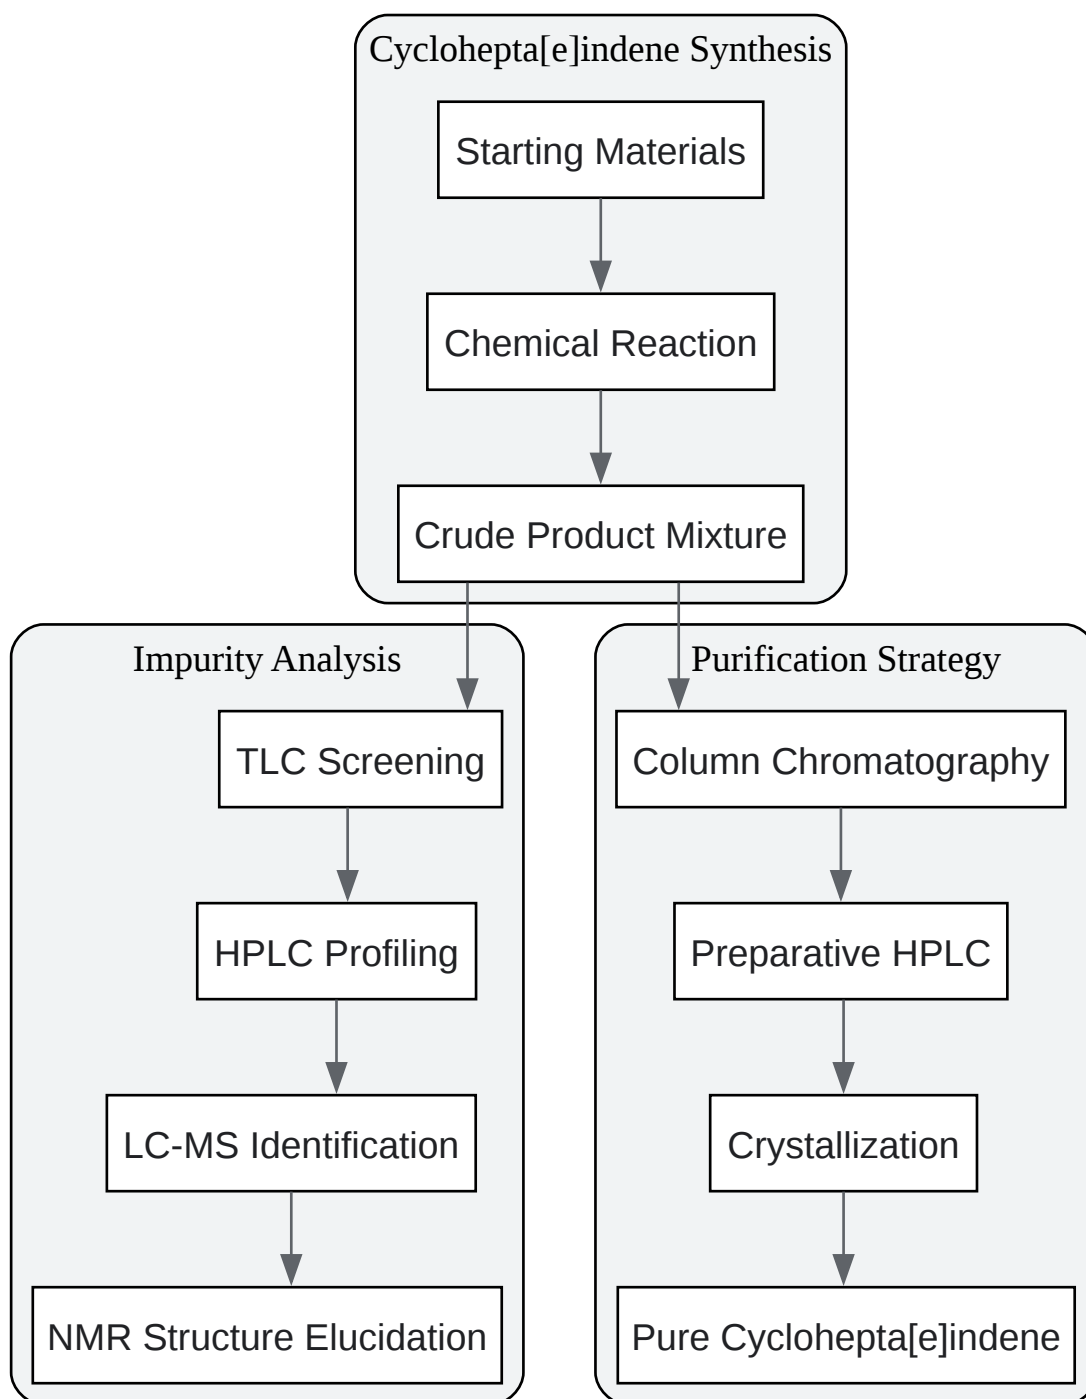 Cyclohepta[e]indene Synthesis
Starting Materials
Chemical Reaction
Crude Product Mixture
Impurity Analysis
TLC Screening
HPLC Profiling
LC-MS Identification
NMR Structure Elucidation
Purification Strategy
Column Chromatography
Preparative HPLC
Crystallization
Pure Cyclohepta[e]indene